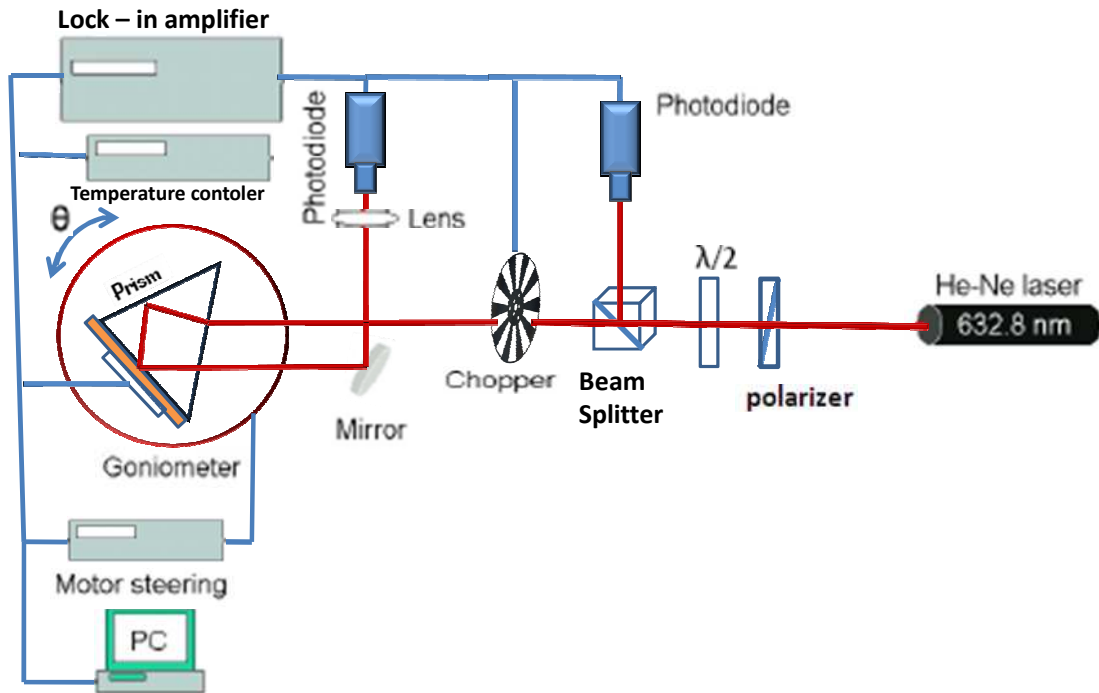 Lock – in amplifier
Photodiode
Photodiode
Temperature contoler
θ
Lens
Prism
λ/2
He-Ne laser
632.8 nm
Chopper
Beam
Splitter
polarizer
Mirror
Goniometer
Motor steering
PC